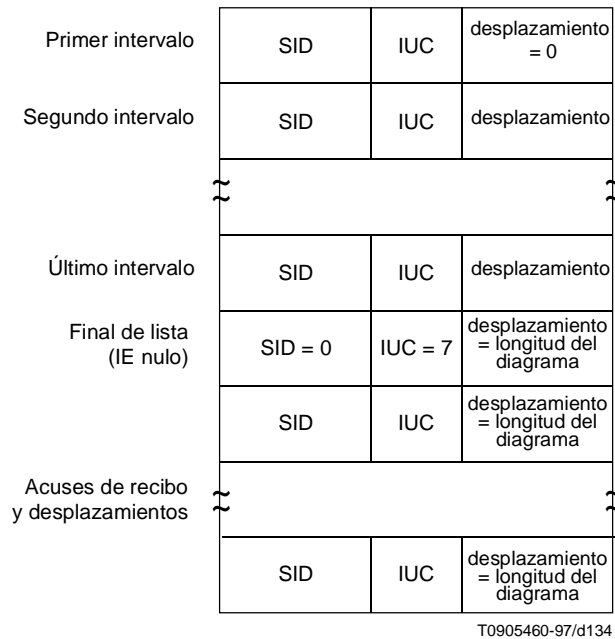 Primer intervalo SID IUC desplazamiento
= 0
Segundo intervalo SID IUC desplazamiento
≈ ≈
Último intervalo SID IUC desplazamiento
Final de lista
(IE nulo) SID = 0 IUC = 7 desplazamiento
= longitud del
diagrama
SID IUC desplazamiento
= longitud del
diagrama
Acuses de recibo
y desplazamientos
≈ ≈
SID IUC desplazamiento
= longitud del
diagrama
T0905460-97/d134